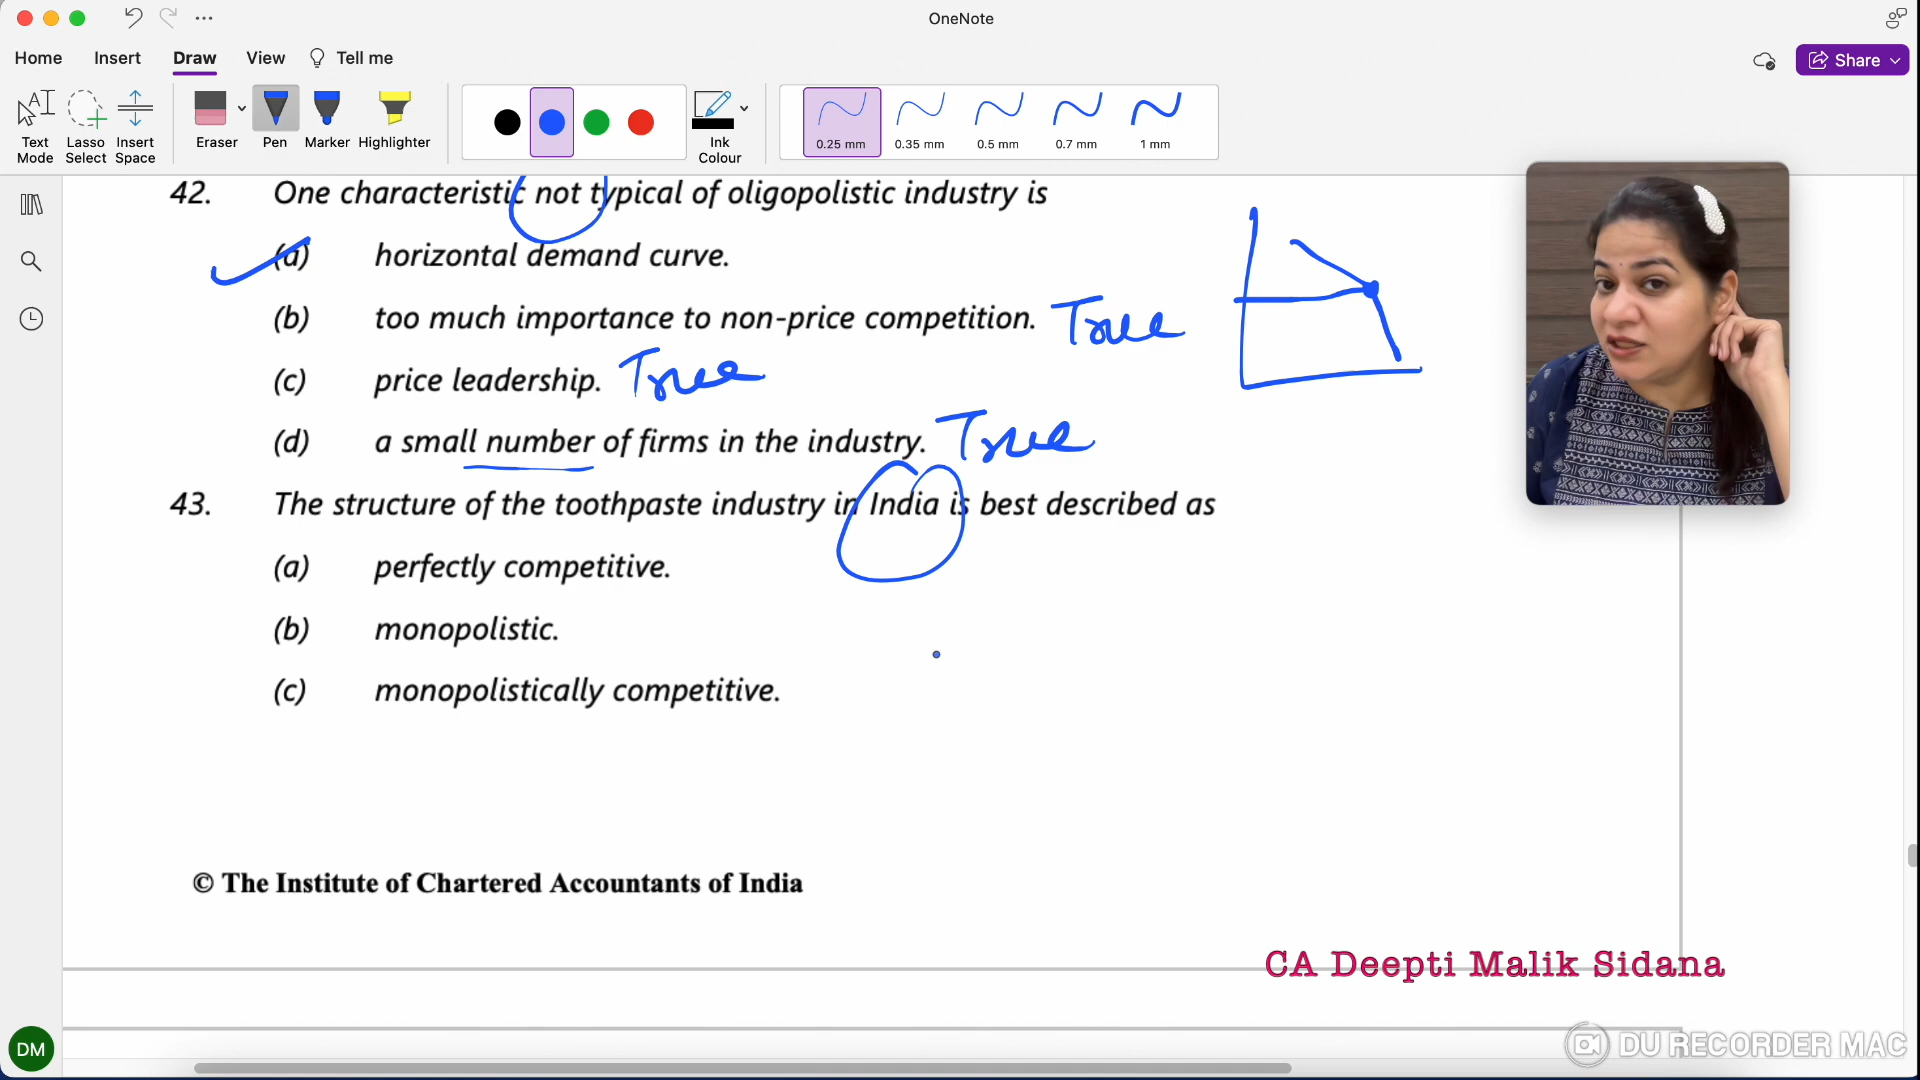 OneNote
Home Insert Draw View Tell me
Share
Text Mode
Lasso Select
Insert Space
Eraser
Pen
Marker
Highlighter
Ink Colour
0.25 mm
0.35 mm
0.5 mm
0.7 mm
1 mm
42. One characteristic not typical of oligopolistic industry is
(a) horizontal demand curve.
(b) too much importance to non-price competition. True
(c) price leadership. True
(d) a small number of firms in the industry. True
43. The structure of the toothpaste industry in India is best described as
(a) perfectly competitive.
(b) monopolistic.
(c) monopolistically competitive.
© The Institute of Chartered Accountants of India
CA Deepti Malik Sidana
DM
DU RECORDER MAC